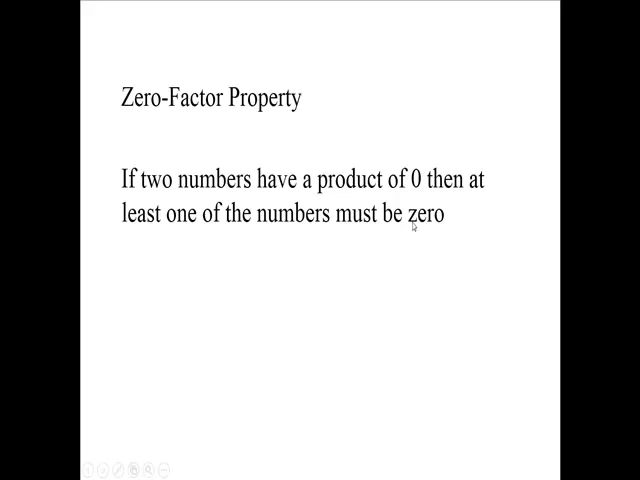 Zero-Factor Property
If two numbers have a product of 0 then at
least one of the numbers must be zero